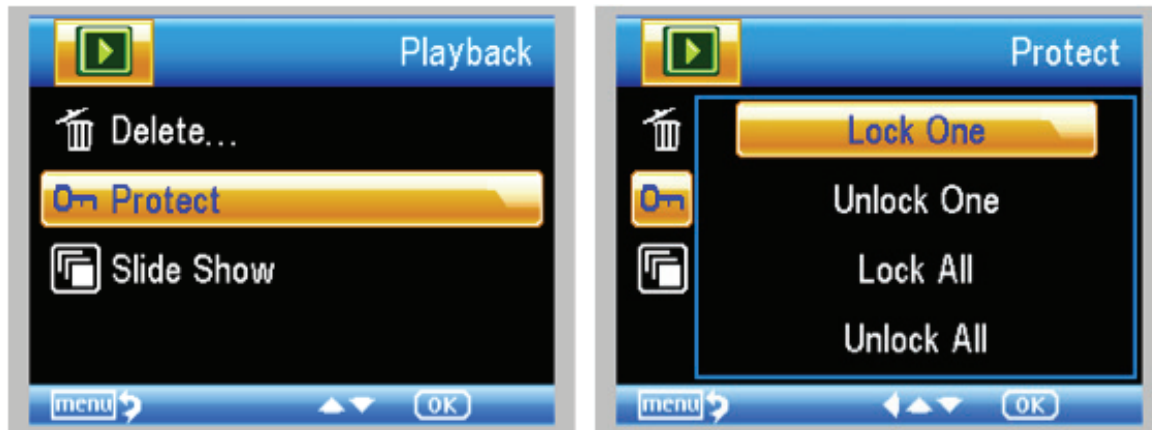 Playback
Delete...
Protect
Slide Show
menu OK
Protect
Lock One
Unlock One
Lock All
Unlock All
menu OK